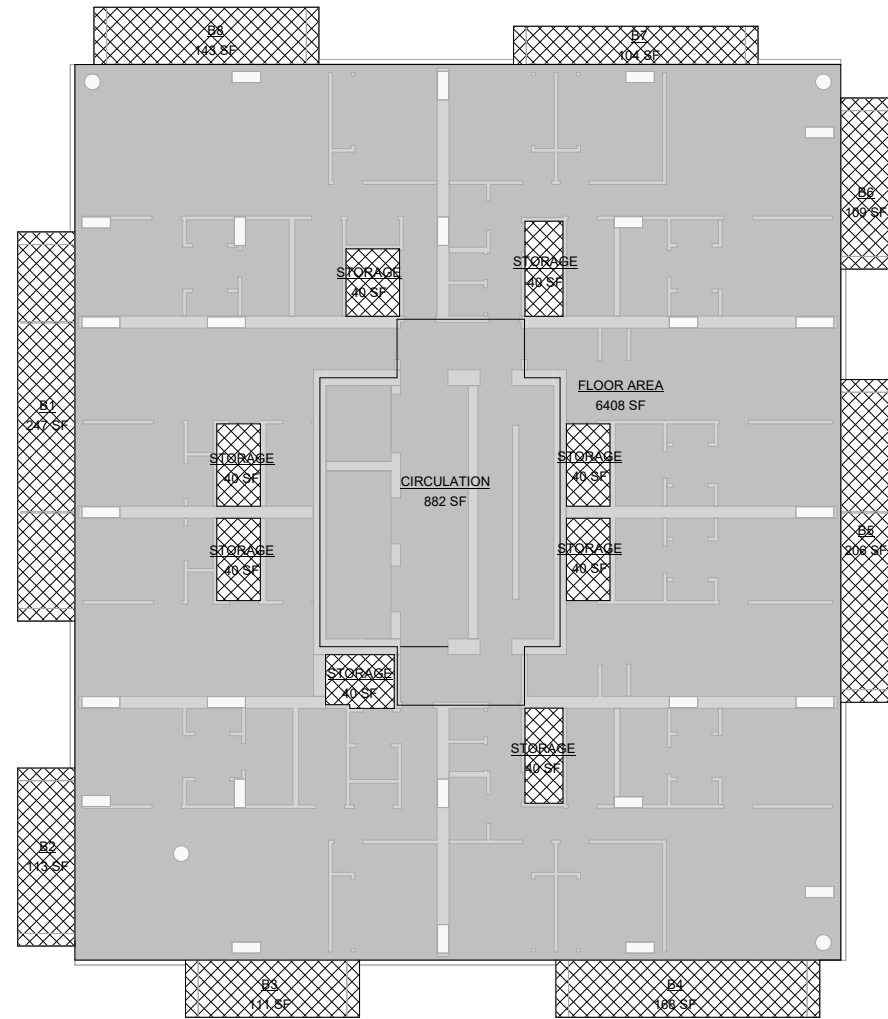 B8
143 SF
B7
104 SF
B6
109 SF
STORAGE
40 SF
STORAGE
40 SF
B1
247 SF
FLOOR AREA
6408 SF
STORAGE
40 SF
STORAGE
40 SF
CIRCULATION
882 SF
STORAGE
40 SF
STORAGE
40 SF
B5
206 SF
STORAGE
40 SF
STORAGE
40 SF
B2
113 SF
B3
111 SF
B4
168 SF